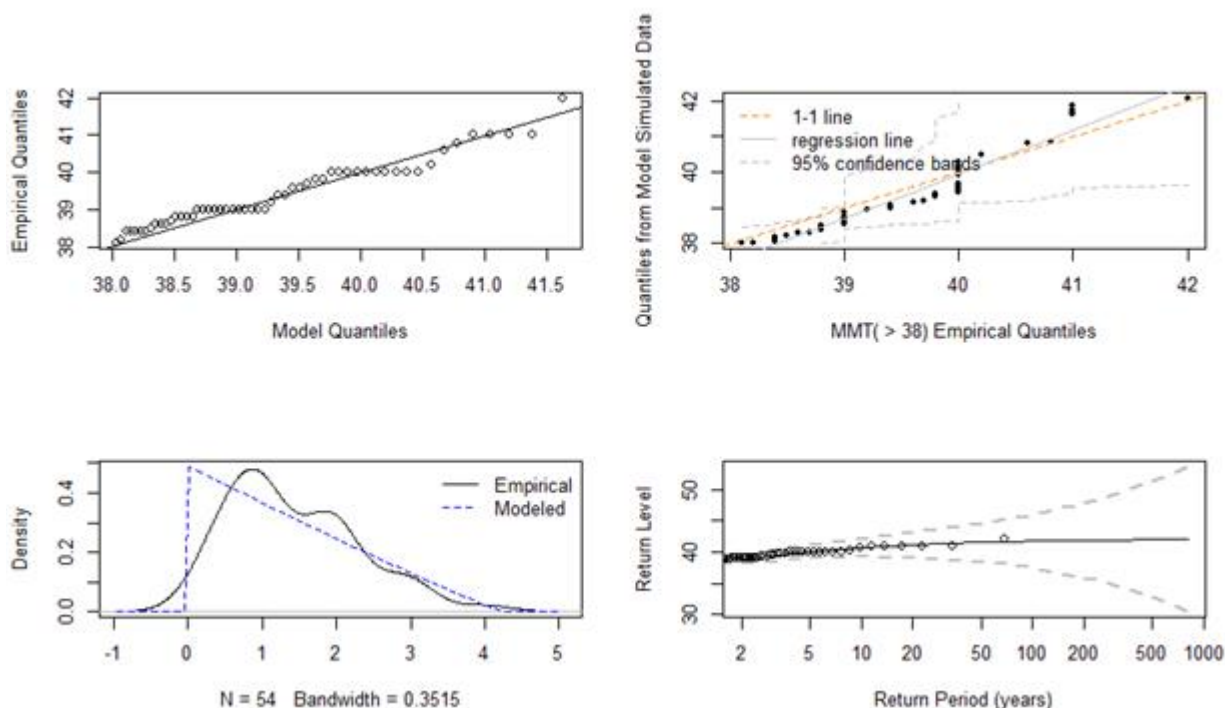 Empirical Quantiles
42
41
40
39
38
38.0 38.5 39.0 39.5 40.0 40.5 41.0 41.5
Model Quantiles
Quantiles from Model Simulated Data
42
40
38
1-1 line
regression line
95% confidence bands
38 39 40 41 42
MMT( > 38) Empirical Quantiles
Density
0.4
0.2
0.0
Empirical
Modeled
-1 0 1 2 3 4 5
N = 54 Bandwidth = 0.3515
Return Level
50
40
30
2 5 10 20 50 100 200 500 1000
Return Period (years)